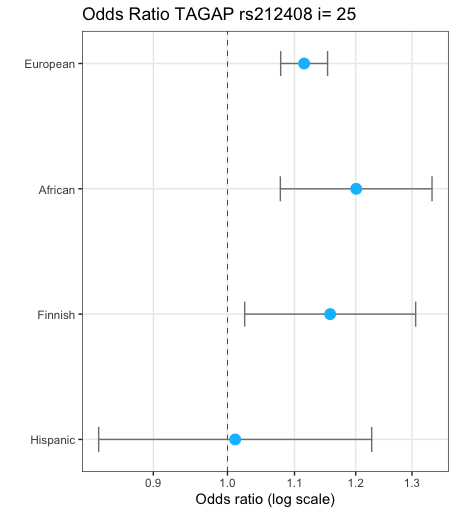 Odds Ratio TAGAP rs212408 i= 25
European
African
Finnish
Hispanic
0.9 1.0 1.1 1.2 1.3
Odds ratio (log scale)